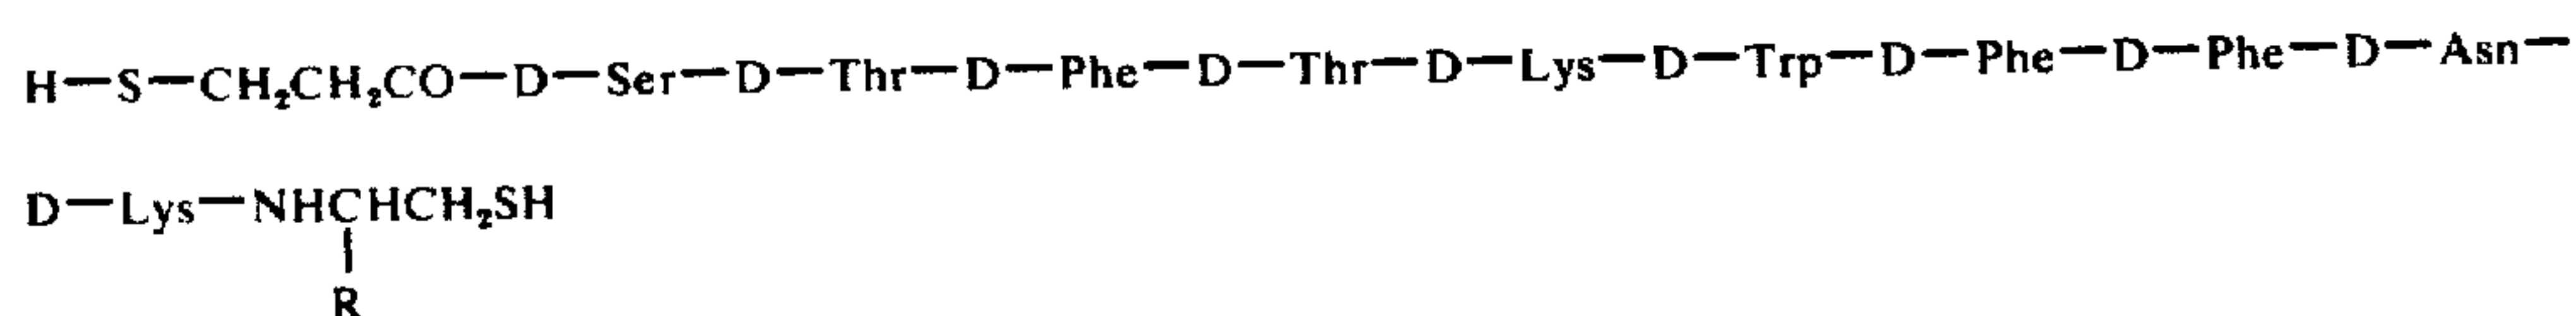 H—S—CH₂CH₂CO—D—Ser—D—Thr—D—Phe—D—Thr—D—Lys—D—Trp—D—Phe—D—Phe—D—Asn—
D—Lys—NHCHCH₂SH
R